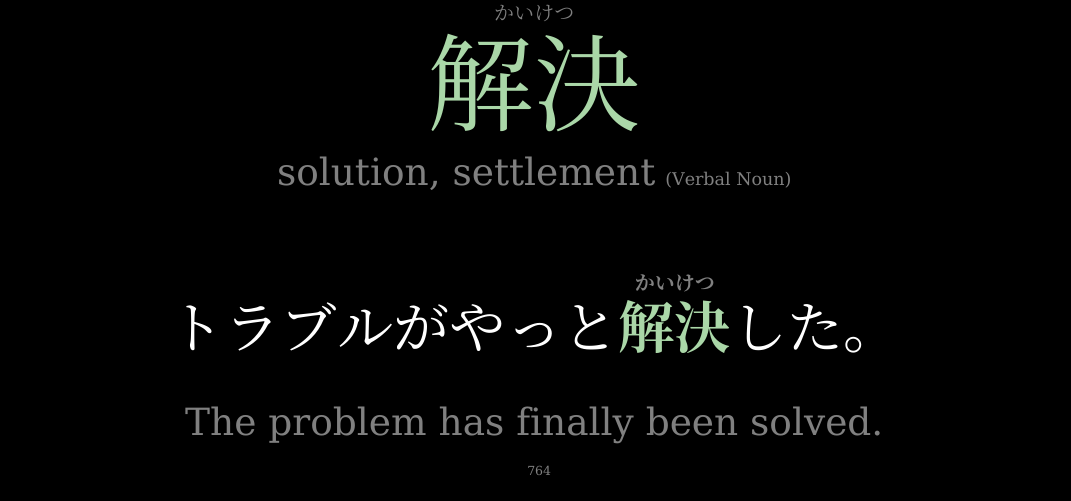 かいけつ
解決
solution, settlement (Verbal Noun)
かいけつ
トラブルがやっと解決した。
The problem has finally been solved.
764